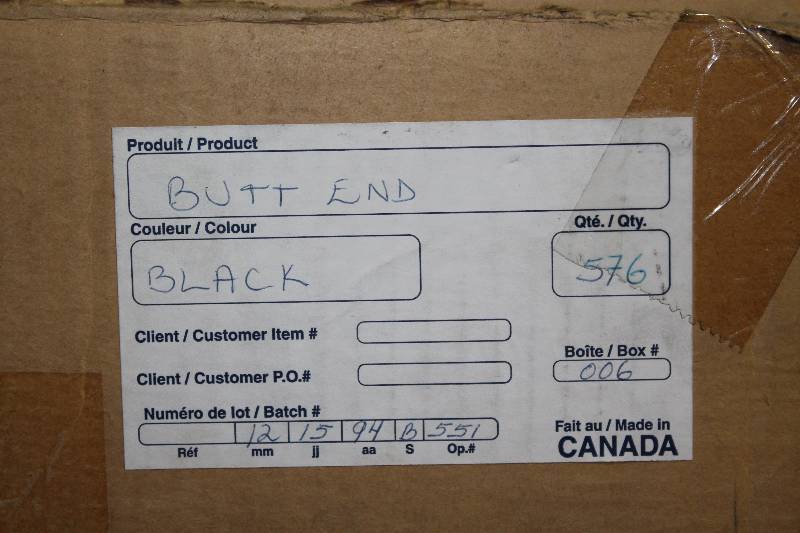 Produit / Product
BUTT END
Couleur / Colour
Qté. / Qty.
BLACK
576
Client / Customer Item #
Client / Customer P.O.#
Boîte / Box #
006
Numéro de lot / Batch #
12 15 94 B 551
Réf mm jj aa S Op.#
Fait au / Made in
CANADA